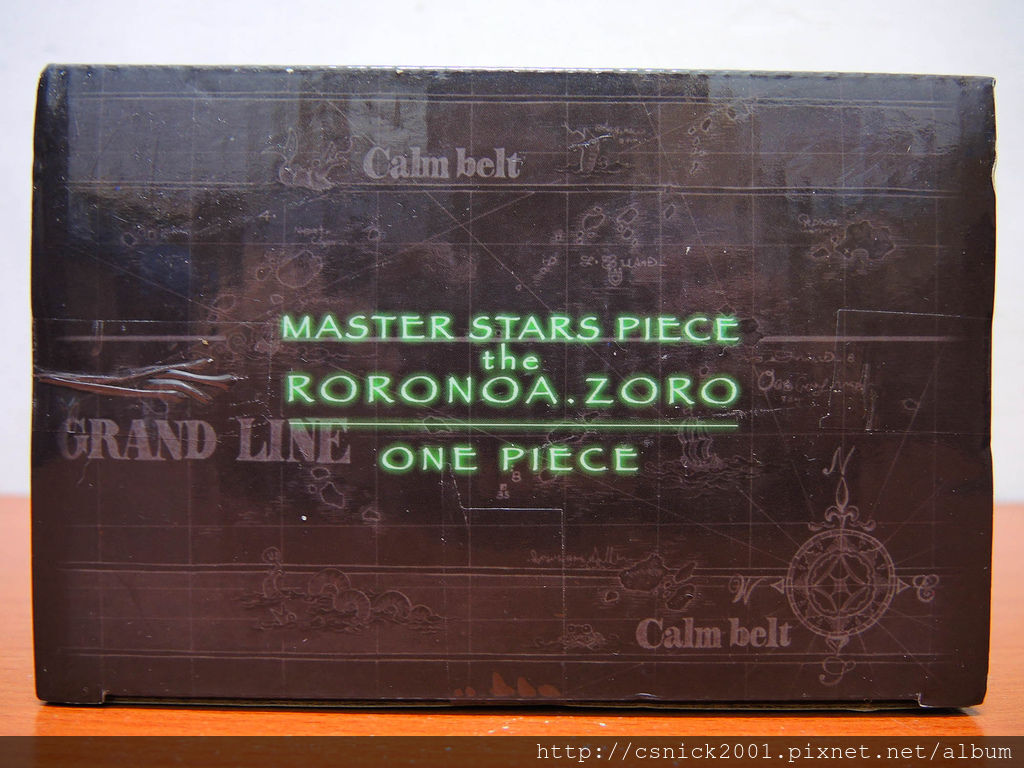 Calm belt
MASTER STARS PIECE
the
RORONOA.ZORO
GRAND LINE
ONE PIECE
N
W
E
S
Calm belt
http://csnick2001.pixnet.net/album